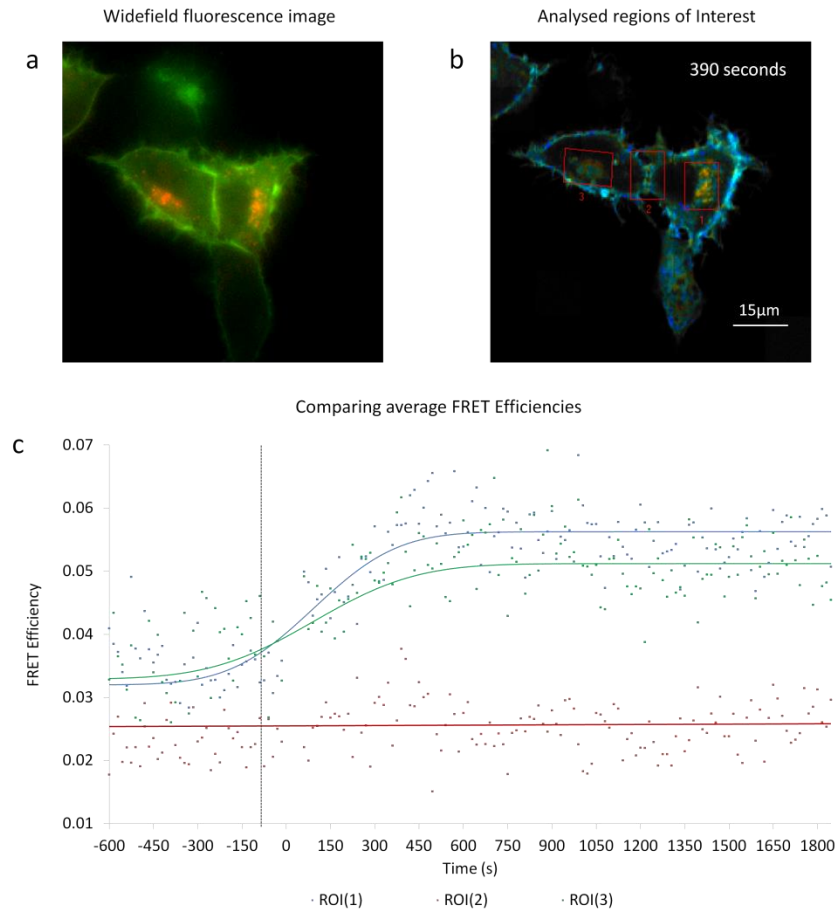 Widefield fluorescence image
Analysed regions of Interest
a
b
390 seconds
3
2
1
15μm
Comparing average FRET Efficiencies
c
0.07
0.06
0.05
0.04
0.03
0.02
0.01
FRET Efficiency
-600 -450 -300 -150 0 150 300 450 600 750 900 1050 1200 1350 1500 1650 1800
Time (s)
ROI(1) ROI(2) ROI(3)